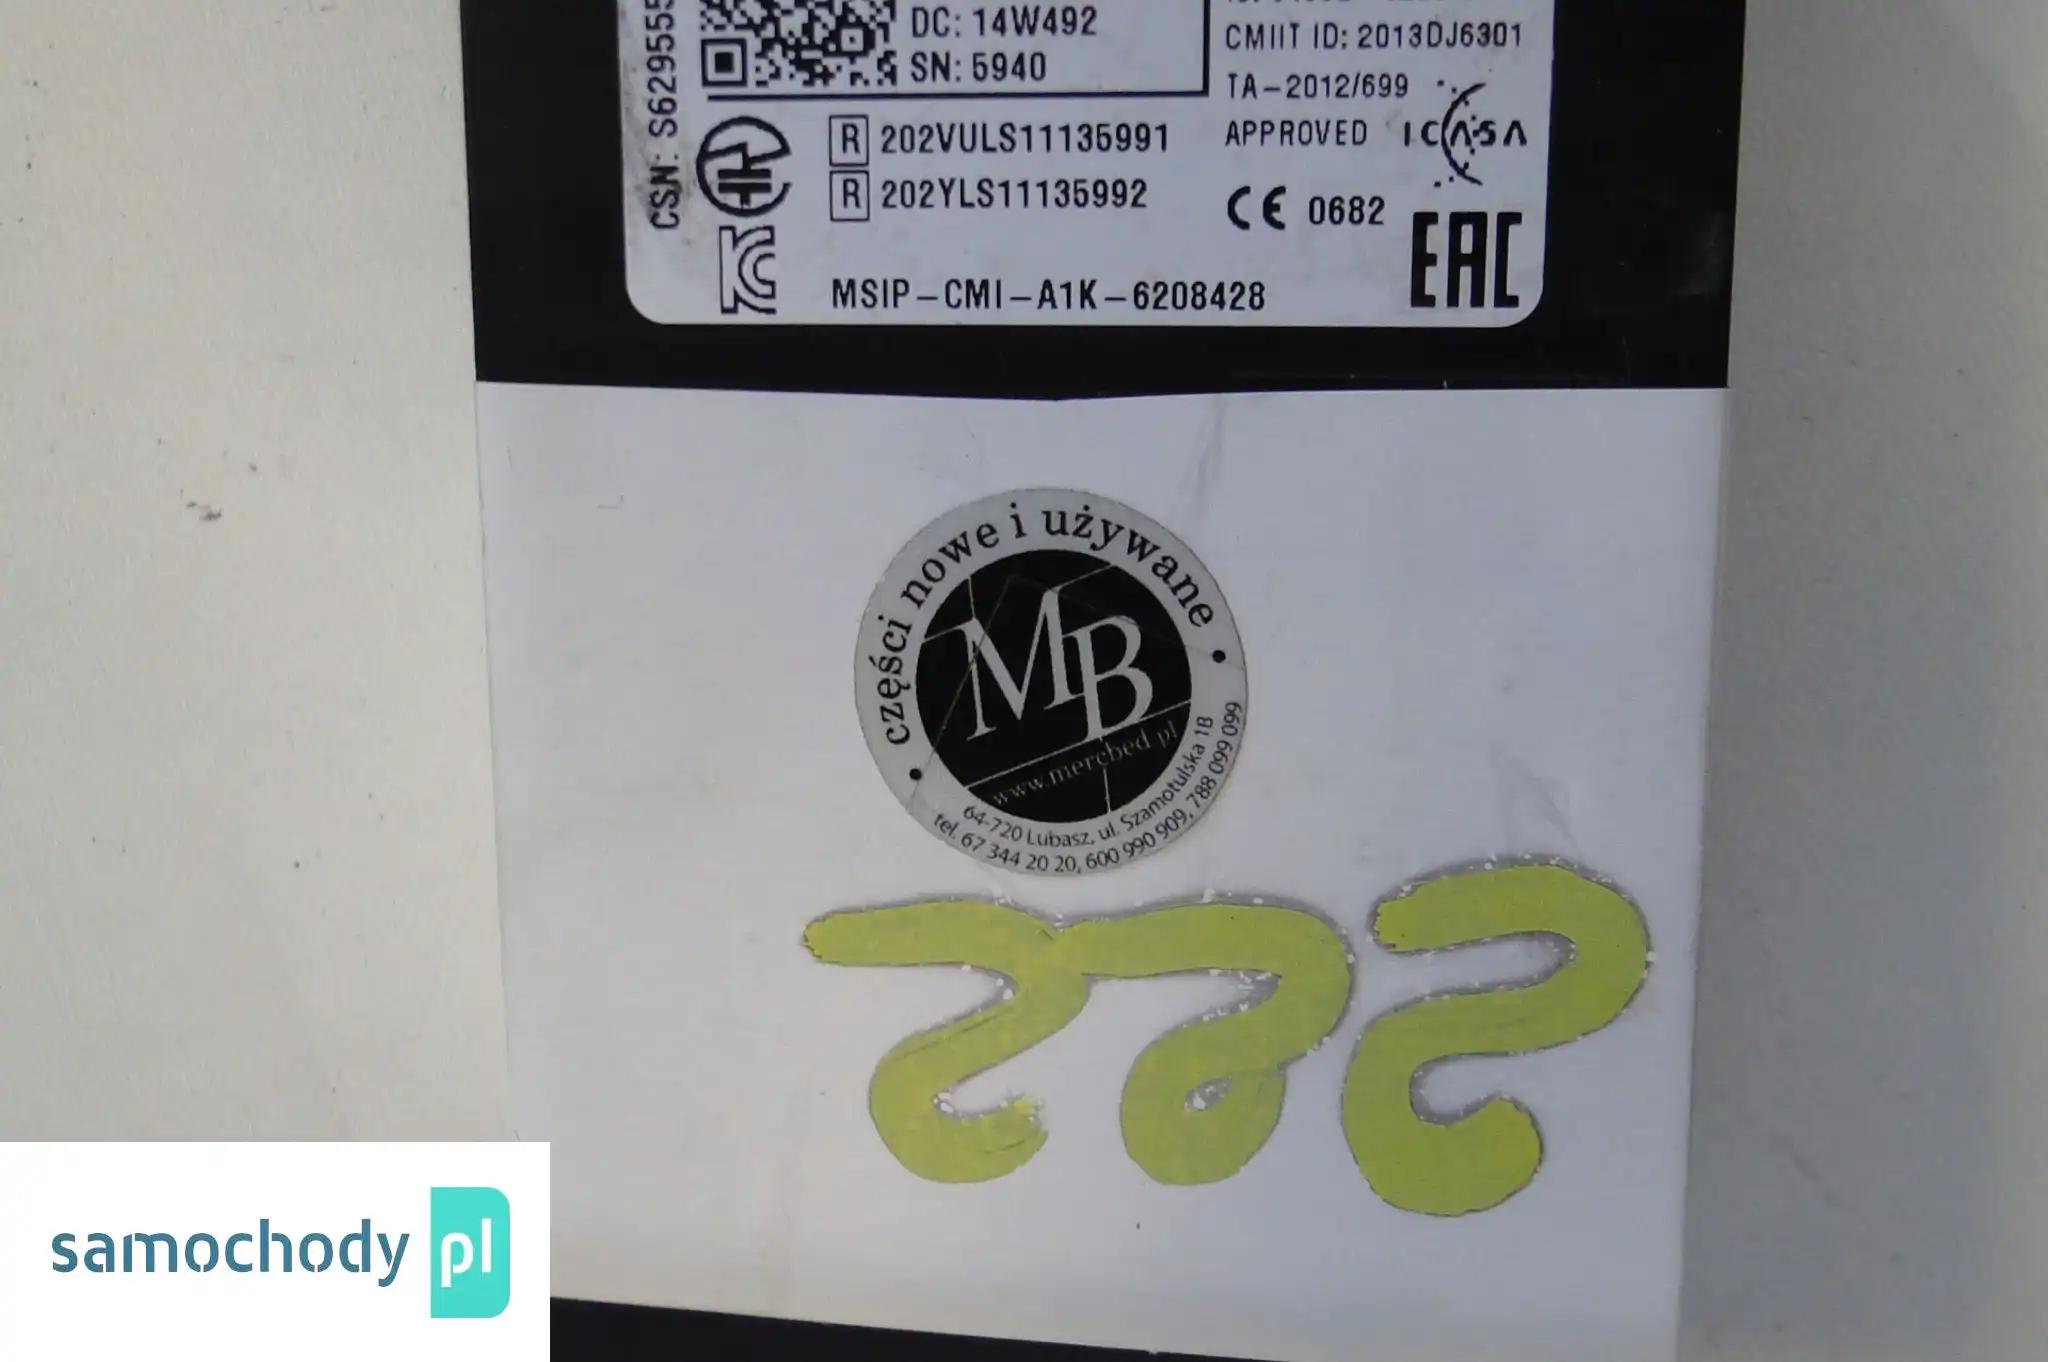 CSN: S6295555
DC: 14W492
SN: 5940
R 202VULS11135991
R 202YLS11135992
MSIP-CMI-A1K-6208428
CMIIT ID: 2013DJ6301
TA-2012/699
APPROVED ICASA
CE 0682
EAC
części nowe i używane
MB
www.mercbed.pl
64-720 Lubasz, ul. Szamotulska 1B
tel. 67 344 20 20, 600 990 909, 788 099 099
222
samochody pl